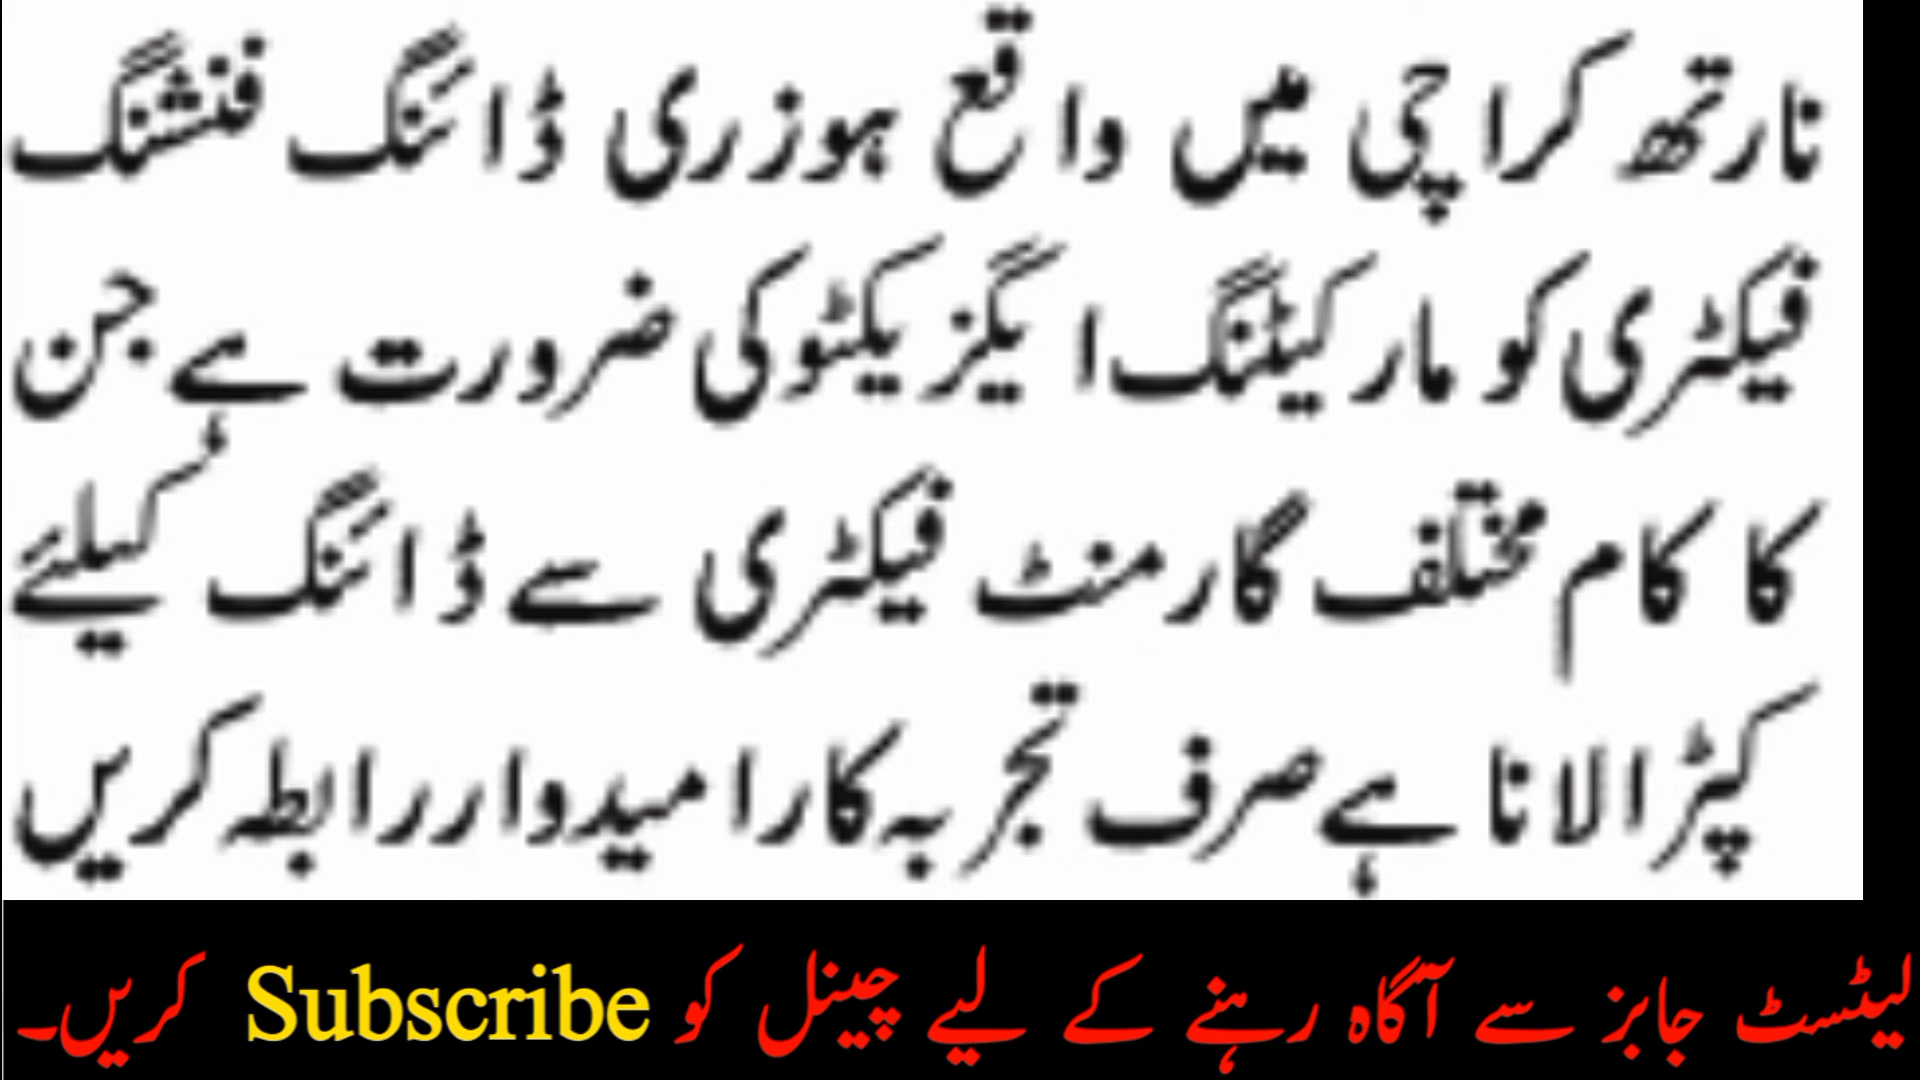 نارتھ کراچی میں واقع ہوزری ڈائنگ فنشنگ
فیکٹری کو مارکیٹنگ ایگزیکٹو کی ضرورت ہے جن
کا کام مختلف گارمنٹ فیکٹری سے ڈائنگ کیلئے
کپڑا لانا ہے صرف تجربہ کار امیدوار رابطہ کریں
لیٹسٹ جابز سے آگاہ رہنے کے لیے چینل کو Subscribe کریں۔